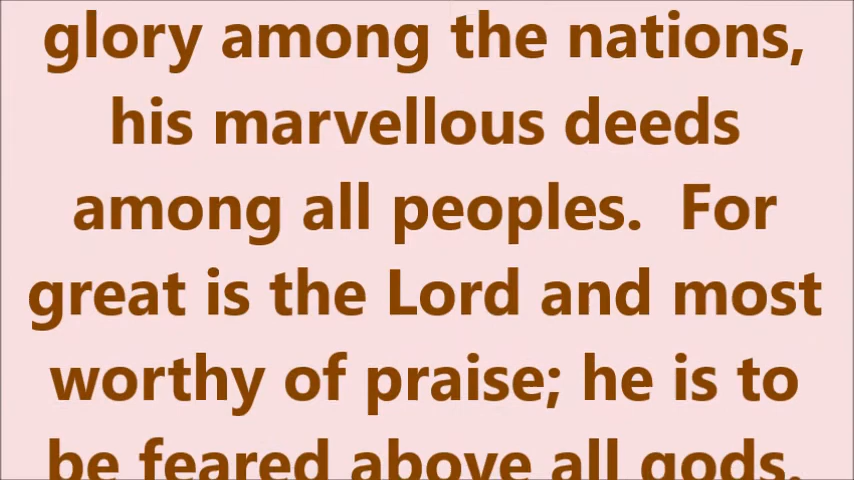 glory among the nations,
his marvellous deeds
among all peoples.  For
great is the Lord and most
worthy of praise; he is to
be feared above all gods.